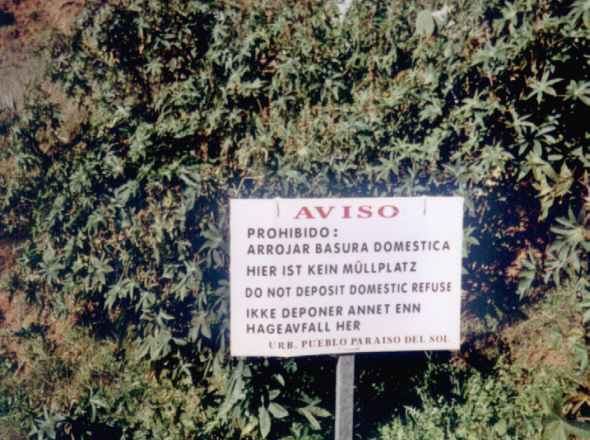 AVISO
PROHIBIDO:
ARROJAR BASURA DOMESTICA
HIER IST KEIN MÜLLPLATZ
DO NOT DEPOSIT DOMESTIC REFUSE
IKKE DEPONER ANNET ENN
HAGEAVFALL HER
URB. PUEBLO PARAISO DEL SOL